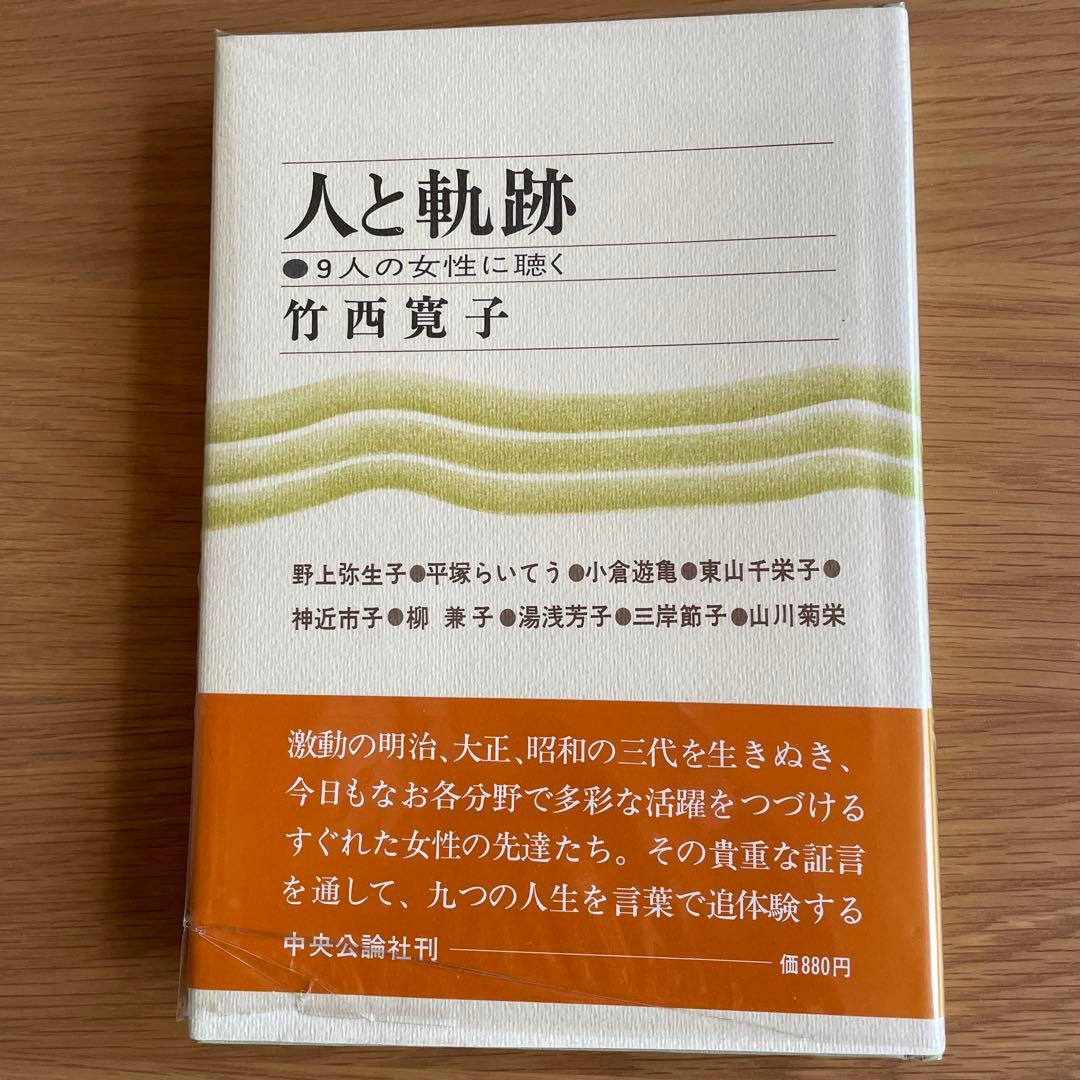 人と軌跡
●9人の女性に聴く
竹西寛子
野上弥生子●平塚らいてう●小倉遊亀●東山千栄子●
神近市子●柳 兼子●湯浅芳子●三岸節子●山川菊栄
激動の明治、大正、昭和の三代を生きぬき、
今日もなお各分野で多彩な活躍をつづける
すぐれた女性の先達たち。その貴重な証言
を通して、九つの人生を言葉で追体験する
中央公論社刊 価880円